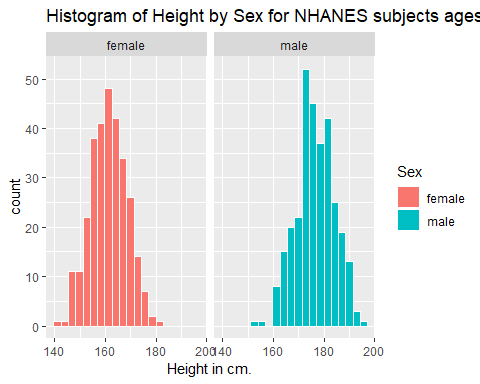 Histogram of Height by Sex for NHANES subjects ages
female male
50
40
30
20
10
0
count
140 160 180 200 140 160 180 200
Height in cm.
Sex
female
male